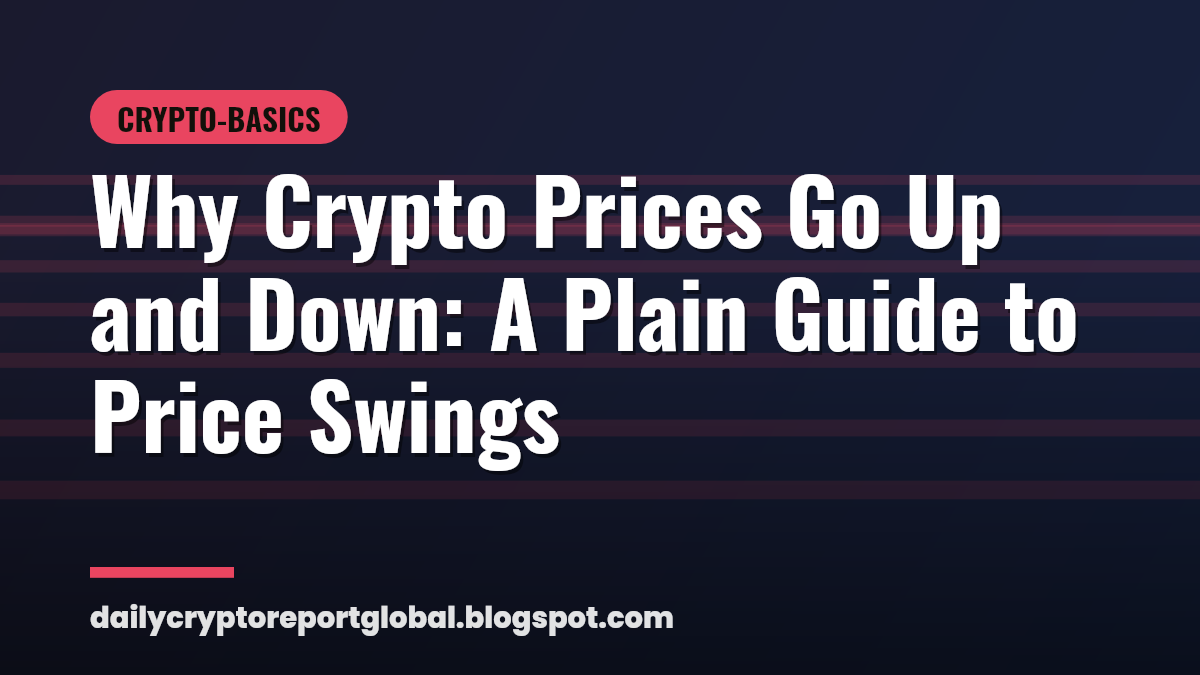 CRYPTO-BASICS
Why Crypto Prices Go Up
and Down: A Plain Guide to
Price Swings
dailycryptoreportglobal.blogspot.com